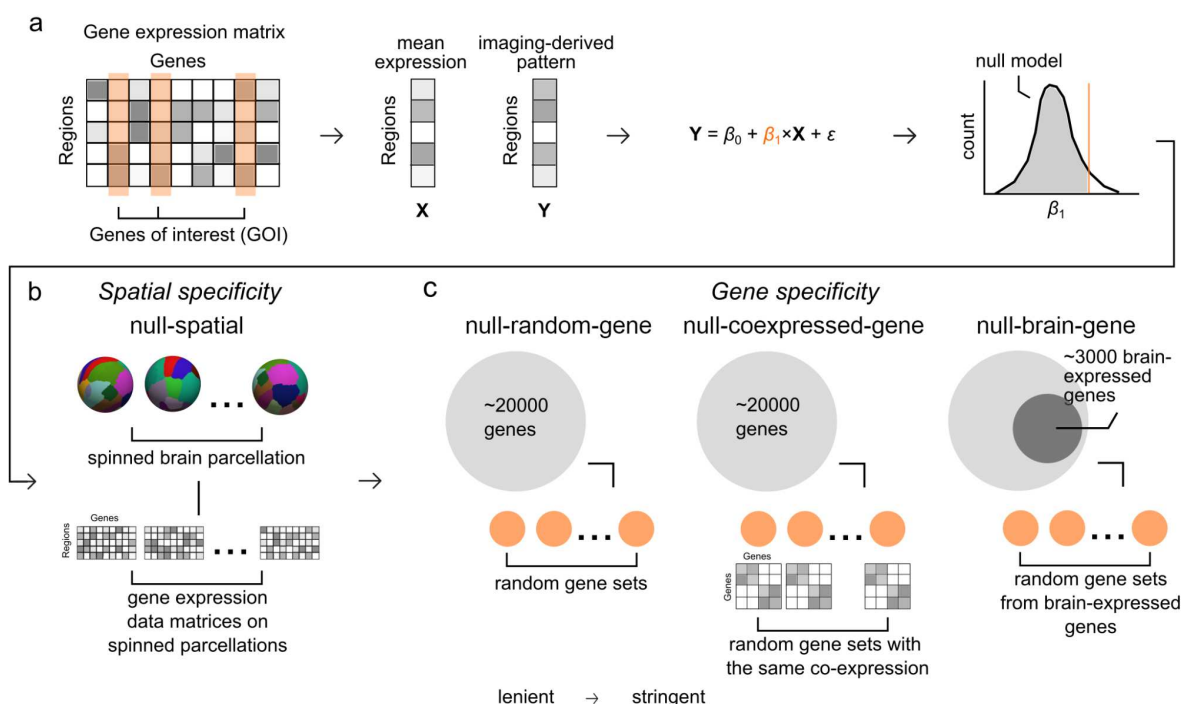 a
Gene expression matrix
Genes
Regions
Genes of interest (GOI)
mean
expression
X
imaging-derived
pattern
Regions
Y
Y = β0 + β1×X + ε
null model
count
β1
b
Spatial specificity
null-spatial
...
spinned brain parcellation
Genes
Regions
...
gene expression
data matrices on
spinned parcellations
c
Gene specificity
null-random-gene
~20000
genes
...
random gene sets
null-coexpressed-gene
~20000
genes
...
Genes
Genes
random gene sets with
the same co-expression
null-brain-gene
~3000 brain-
expressed
genes
...
random gene sets
from brain-expressed
genes
lenient → stringent